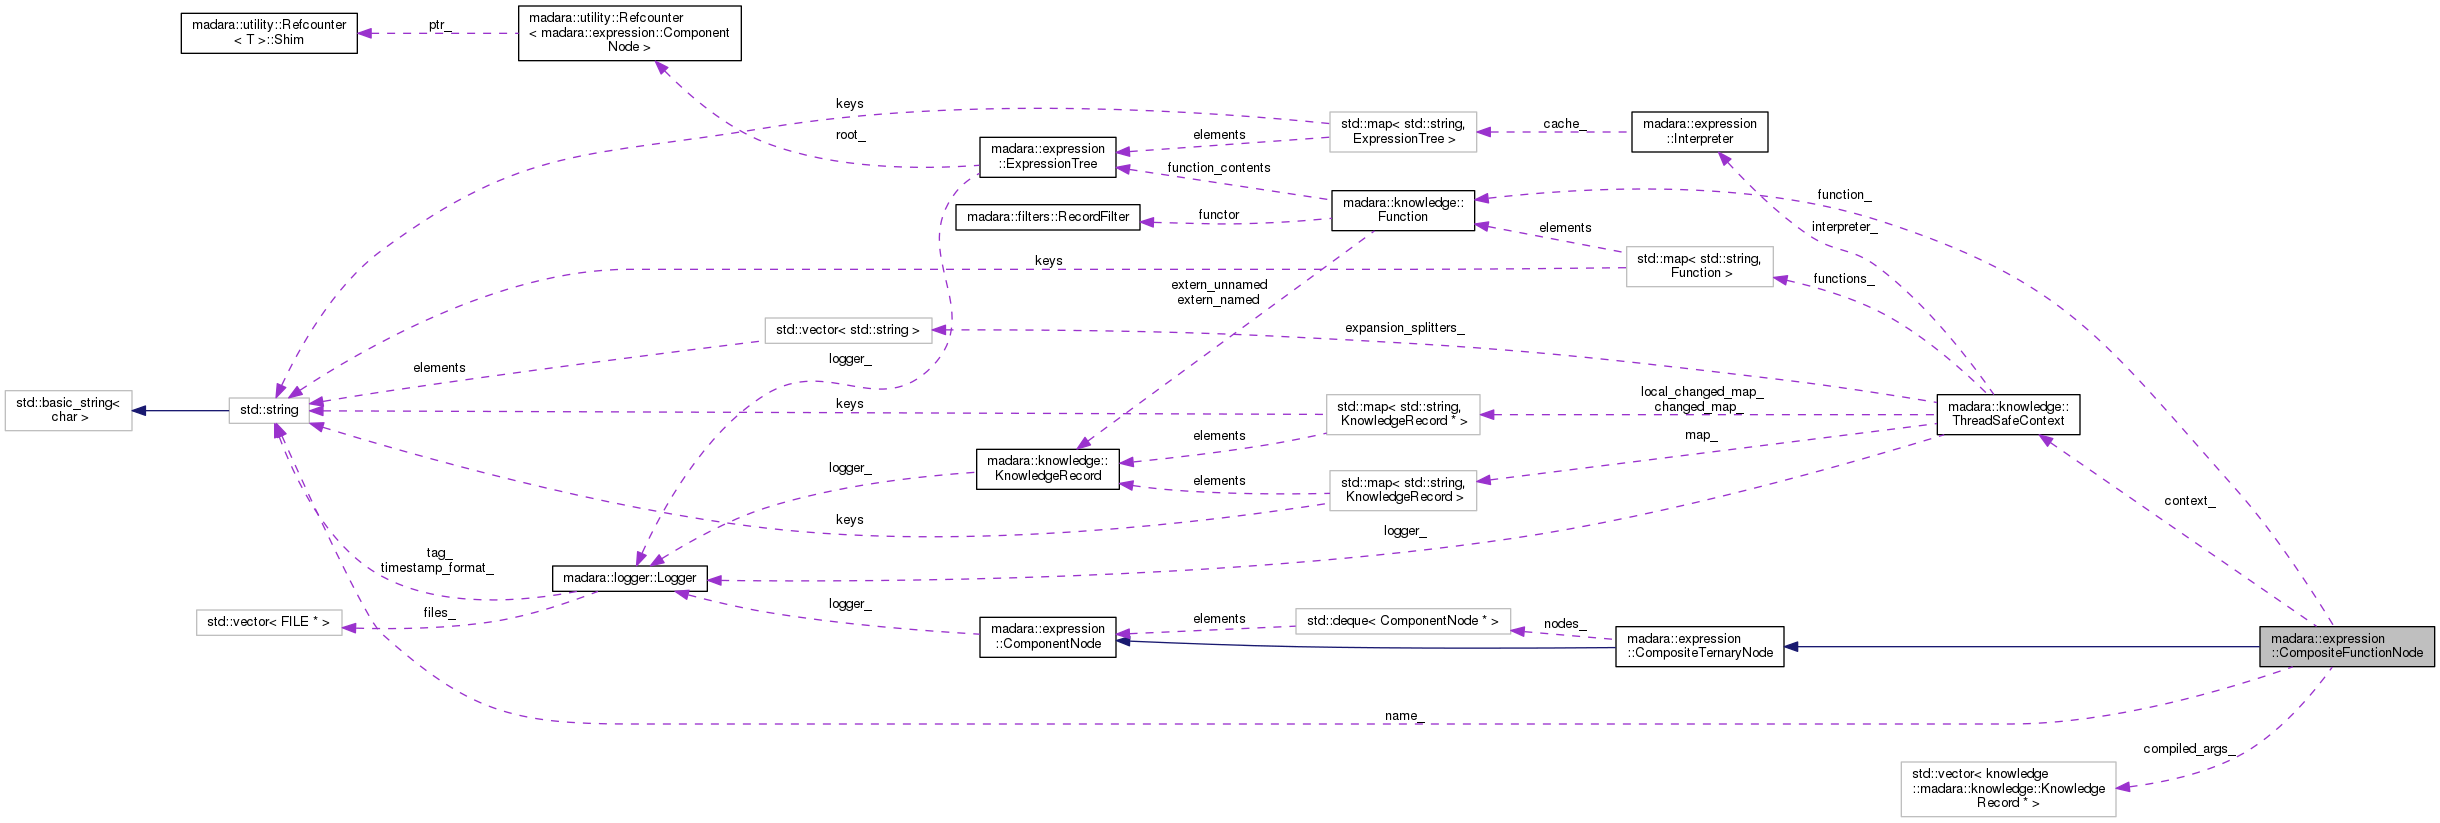 madara::utility::Refcounter
< T >::Shim
ptr_
madara::utility::Refcounter
< madara::expression::Component
Node >
keys
root_
madara::expression
::ExpressionTree
elements
std::map< std::string,
ExpressionTree >
cache_
madara::expression
::Interpreter
function_contents
madara::filters::RecordFilter
functor
madara::knowledge::
Function
function_
interpreter_
elements
std::map< std::string,
Function >
functions_
keys
extern_unnamed
extern_named
std::vector< std::string >
expansion_splitters_
logger_
elements
std::basic_string<
char >
std::string
keys
std::map< std::string,
KnowledgeRecord * >
local_changed_map_
changed_map_
madara::knowledge::
ThreadSafeContext
elements
map_
madara::knowledge::
KnowledgeRecord
logger_
elements
std::map< std::string,
KnowledgeRecord >
context_
keys
logger_
tag_
timestamp_format_
madara::logger::Logger
files_
std::vector< FILE * >
logger_
madara::expression
::ComponentNode
elements
std::deque< ComponentNode * >
nodes_
madara::expression
::CompositeTernaryNode
madara::expression
::CompositeFunctionNode
name_
compiled_args_
std::vector< knowledge
::madara::knowledge::Knowledge
Record * >